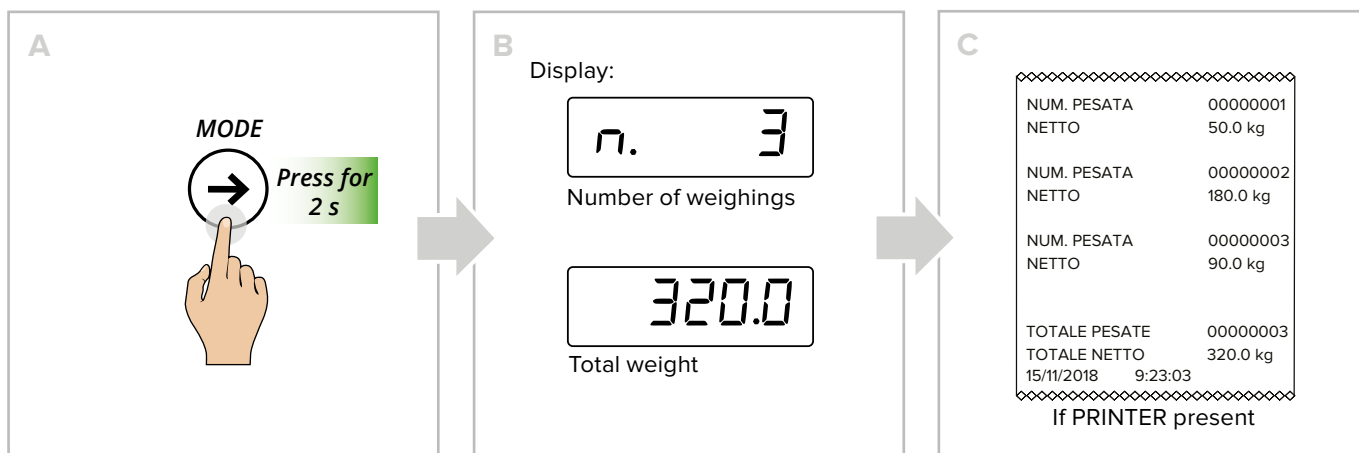 A
MODE
Press for
2 s
B
Display:
n. 3
Number of weighings
320.0
Total weight
C
NUM. PESATA 00000001
NETTO 50.0 kg
NUM. PESATA 00000002
NETTO 180.0 kg
NUM. PESATA 00000003
NETTO 90.0 kg
TOTALE PESATE 00000003
TOTALE NETTO 320.0 kg
15/11/2018 9:23:03
If PRINTER present